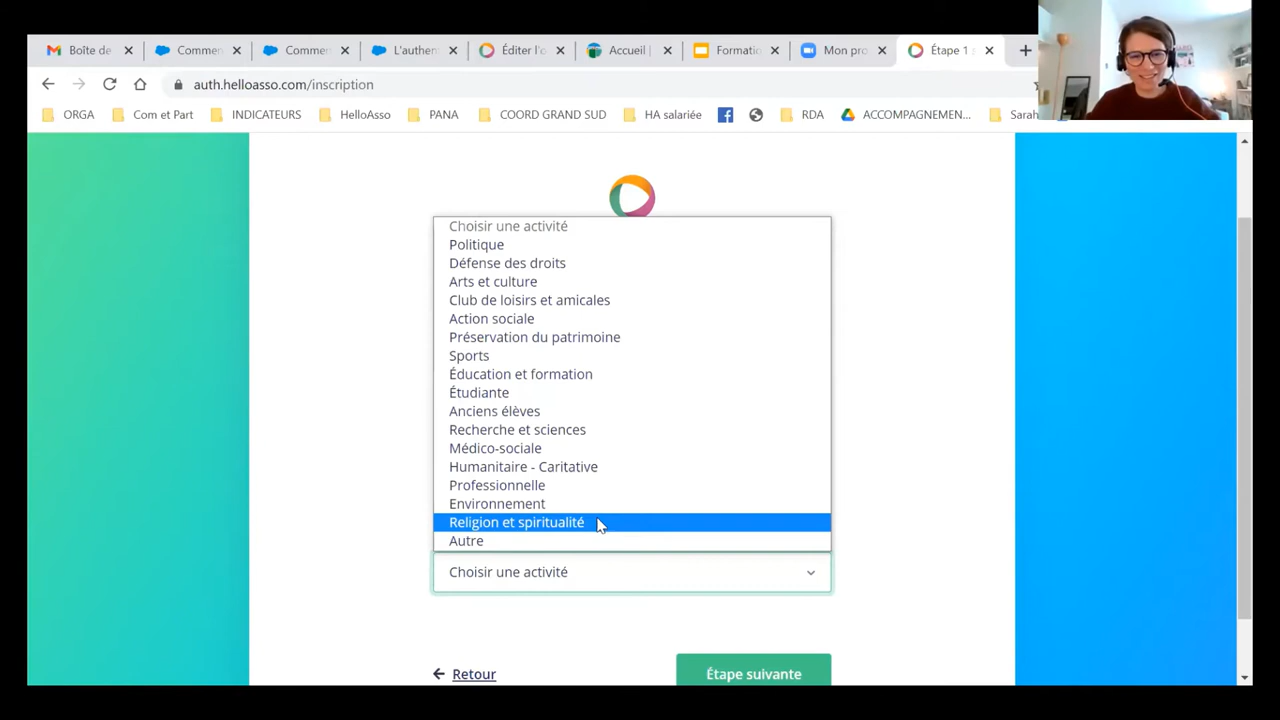 Boîte de
Commen
Commen
L'authen
Éditer l'o
Accueil |
Formatio
Mon pro
Étape 1 s
auth.helloasso.com/inscription
ORGA
Com et Part
INDICATEURS
HelloAsso
PANA
COORD GRAND SUD
HA salariée
RDA
ACCOMPAGNEMEN...
Sarah
Choisir une activité
Politique
Défense des droits
Arts et culture
Club de loisirs et amicales
Action sociale
Préservation du patrimoine
Sports
Éducation et formation
Étudiante
Anciens élèves
Recherche et sciences
Médico-sociale
Humanitaire - Caritative
Professionnelle
Environnement
Religion et spiritualité
Autre
Choisir une activité
Retour
Étape suivante